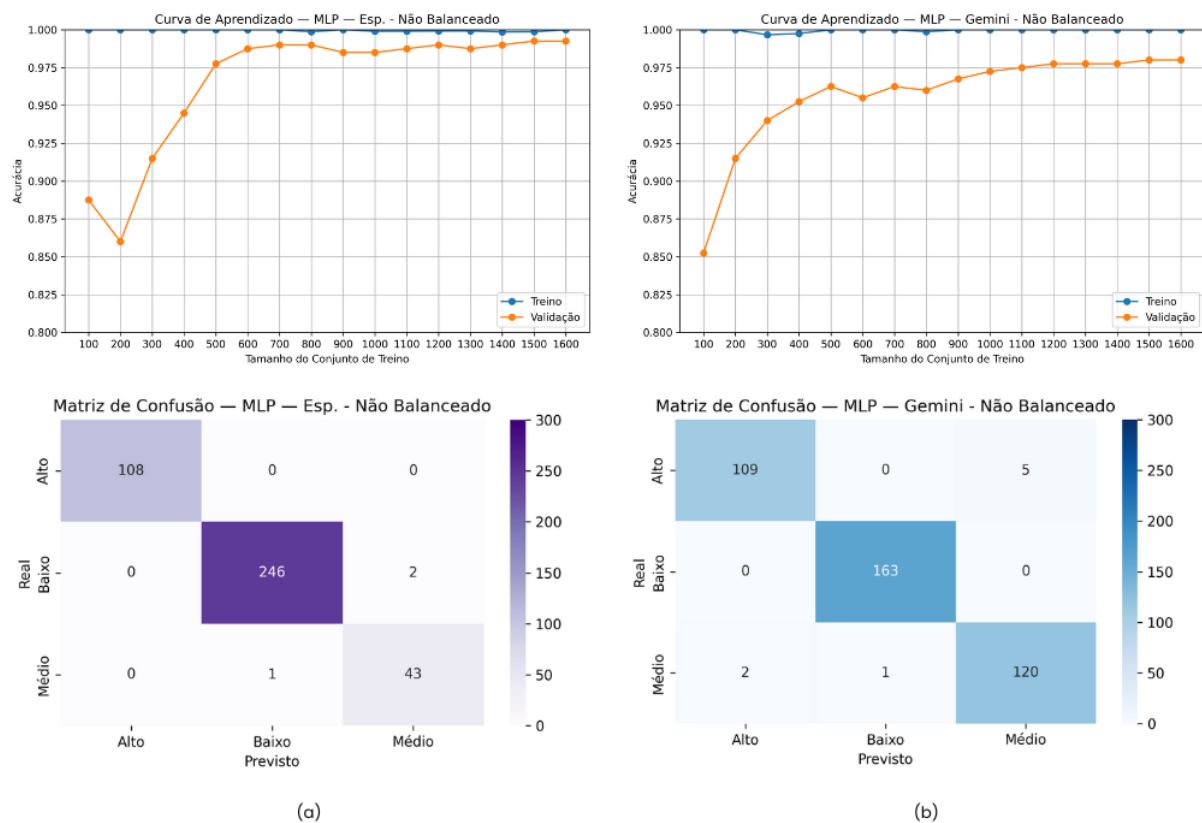 Curva de Aprendizado — MLP — Esp. - Não Balanceado
1.000
0.975
0.950
0.925
0.900
0.875
0.850
0.825
0.800
Acurácia
Treino
Validação
100 200 300 400 500 600 700 800 900 1000 1100 1200 1300 1400 1500 1600
Tamanho do Conjunto de Treino
Curva de Aprendizado — MLP — Gemini - Não Balanceado
1.000
0.975
0.950
0.925
0.900
0.875
0.850
0.825
0.800
Acurácia
Treino
Validação
100 200 300 400 500 600 700 800 900 1000 1100 1200 1300 1400 1500 1600
Tamanho do Conjunto de Treino
Matriz de Confusão — MLP — Esp. - Não Balanceado
Real
Alto 108 0 0
Baixo 0 246 2
Médio 0 1 43
Alto Baixo Médio
Previsto
300
250
200
150
100
50
0
Matriz de Confusão — MLP — Gemini - Não Balanceado
Real
Alto 109 0 5
Baixo 0 163 0
Médio 2 1 120
Alto Baixo Médio
Previsto
300
250
200
150
100
50
0
(a)
(b)